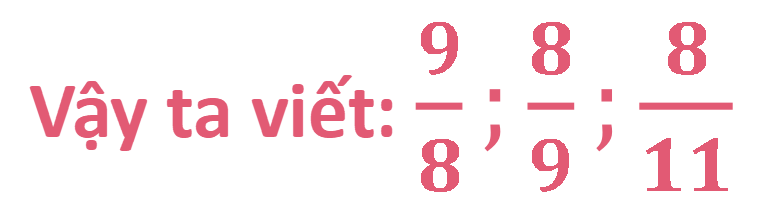 Vậy ta viết: 9/8 ; 8/9 ; 8/11